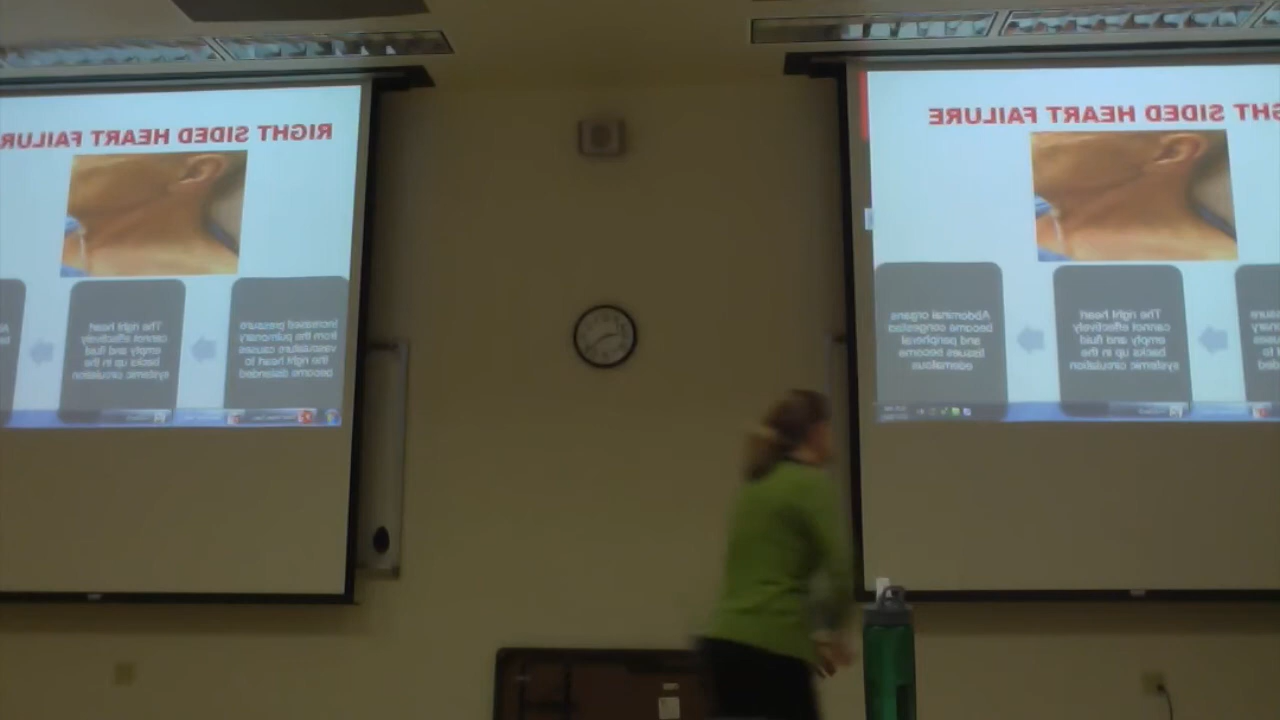 RIGHT SIDED HEART FAILUR
Increased pressure
from the pulmonary
vasculature causes
the right heart to
become distended
The right heart
cannot effectively
empty and fluid
backs up in the
systemic circulation
GHT SIDED HEART FAILURE
The right heart
cannot effectively
empty and fluid
backs up in the
systemic circulation
Abdominal organs
become congested
and peripheral
tissues become
edematous